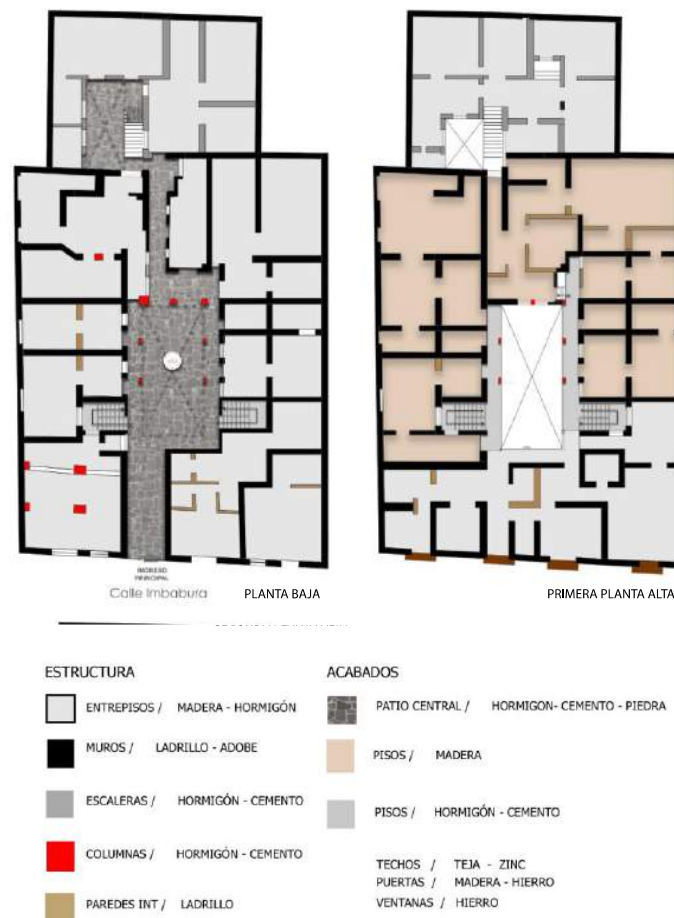 INGRESO
PRINCIPAL
Calle Imbabura
PLANTA BAJA
PRIMERA PLANTA ALTA
ESTRUCTURA
ENTREPISOS / MADERA - HORMIGÓN
MUROS / LADRILLO - ADOBE
ESCALERAS / HORMIGÓN - CEMENTO
COLUMNAS / HORMIGÓN - CEMENTO
PAREDES INT / LADRILLO
ACABADOS
PATIO CENTRAL / HORMIGON- CEMENTO - PIEDRA
PISOS / MADERA
PISOS / HORMIGÓN - CEMENTO
TECHOS / TEJA - ZINC
PUERTAS / MADERA - HIERRO
VENTANAS / HIERRO